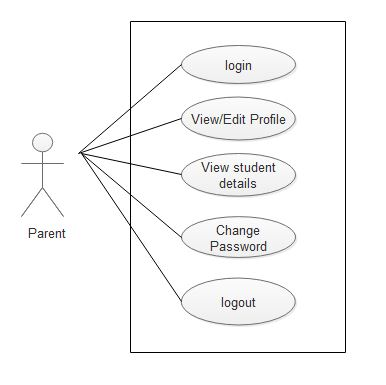 login
View/Edit Profile
View student
details
Parent
Change
Password
logout